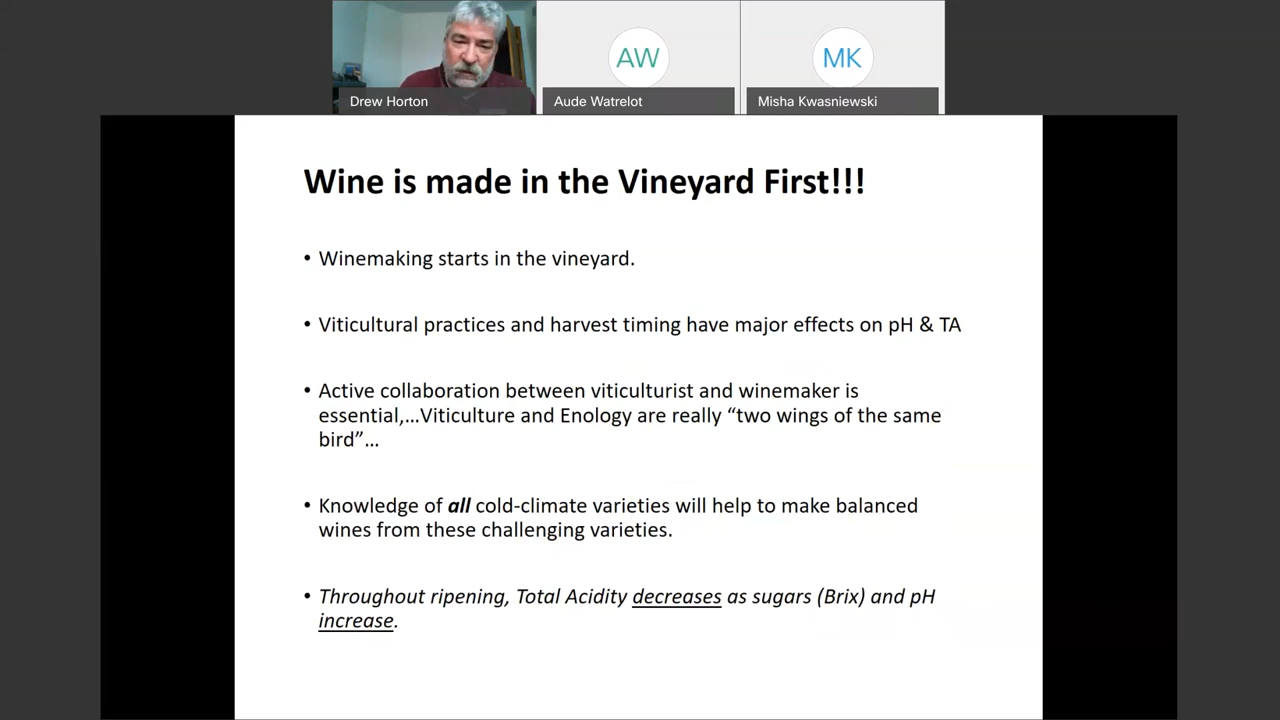 AW
MK
Drew Horton
Aude Watrelot
Misha Kwasniewski
Wine is made in the Vineyard First!!!
• Winemaking starts in the vineyard.
• Viticultural practices and harvest timing have major effects on pH & TA
• Active collaboration between viticulturist and winemaker is
essential,…Viticulture and Enology are really “two wings of the same
bird”…
• Knowledge of all cold-climate varieties will help to make balanced
wines from these challenging varieties.
• Throughout ripening, Total Acidity decreases as sugars (Brix) and pH
increase.